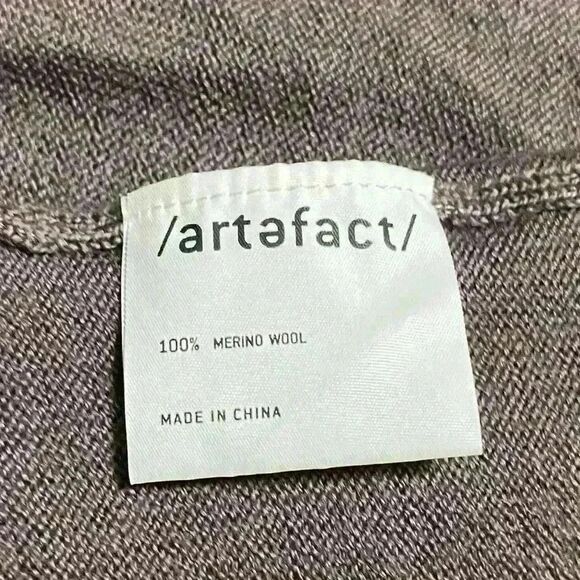 /artəfact/
100% MERINO WOOL
MADE IN CHINA